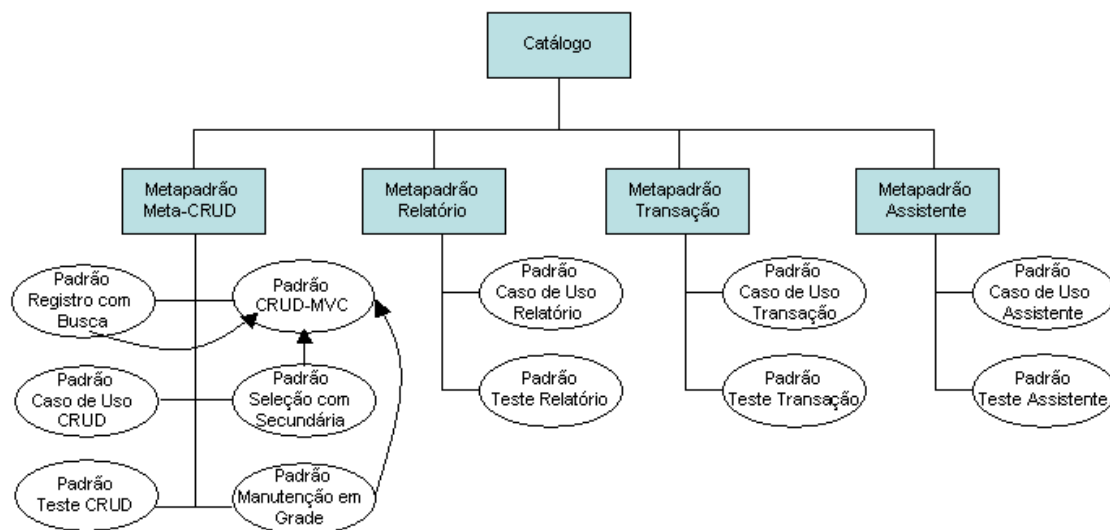 Catálogo
Metapadrão
Meta-CRUD
Metapadrão
Relatório
Metapadrão
Transação
Metapadrão
Assistente
Padrão
Registro com
Busca
Padrão
CRUD-MVC
Padrão
Caso de Uso
Relatório
Padrão
Caso de Uso
Transação
Padrão
Caso de Uso
Assistente
Padrão
Caso de Uso
CRUD
Padrão
Seleção com
Secundária
Padrão
Teste Relatório
Padrão
Teste Transação
Padrão
Teste Assistente
Padrão
Teste CRUD
Padrão
Manutenção em
Grade